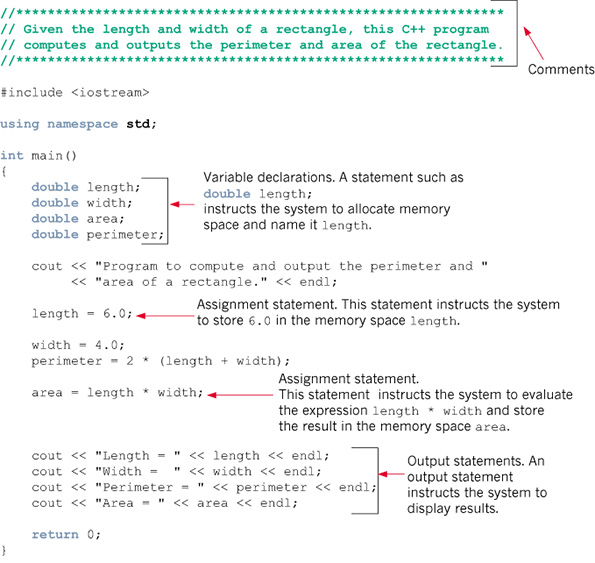 //**************************************************************
// Given the length and width of a rectangle, this C++ program
// computes and outputs the perimeter and area of the rectangle.
//**************************************************************
Comments
#include <iostream>
using namespace std;
int main()
{
double length;
double width;
double area;
double perimeter;
Variable declarations. A statement such as
double length;
instructs the system to allocate memory
space and name it length.
cout << "Program to compute and output the perimeter and "
<< "area of a rectangle." << endl;
length = 6.0;
Assignment statement. This statement instructs the system
to store 6.0 in the memory space length.
width = 4.0;
perimeter = 2 * (length + width);
area = length * width;
Assignment statement.
This statement instructs the system to evaluate
the expression length * width and store
the result in the memory space area.
cout << "Length = " << length << endl;
cout << "Width =  " << width << endl;
cout << "Perimeter = " << perimeter << endl;
cout << "Area = " << area << endl;
Output statements. An
output statement
instructs the system to
display results.
return 0;
}